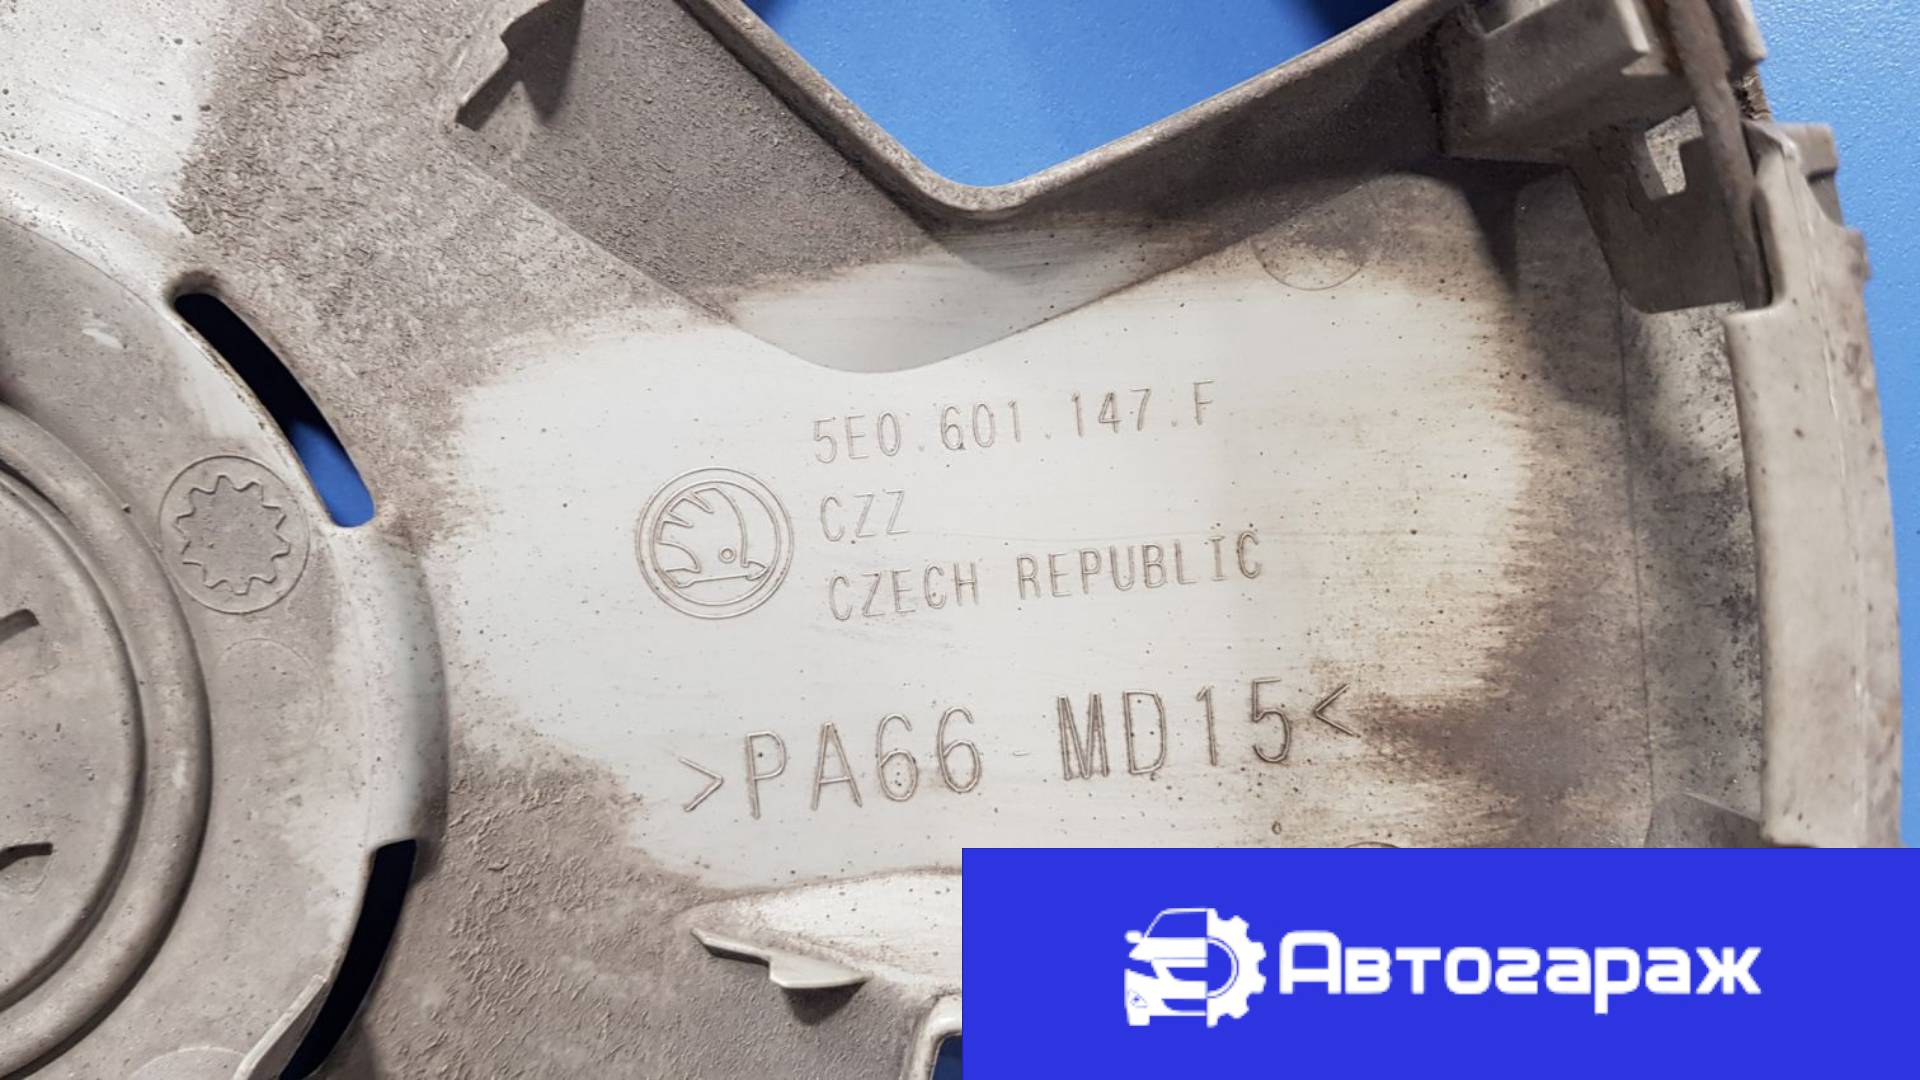 5E0.601.147.F
CZZ
CZECH REPUBLIC
>PA66-MD15<
Автогараж